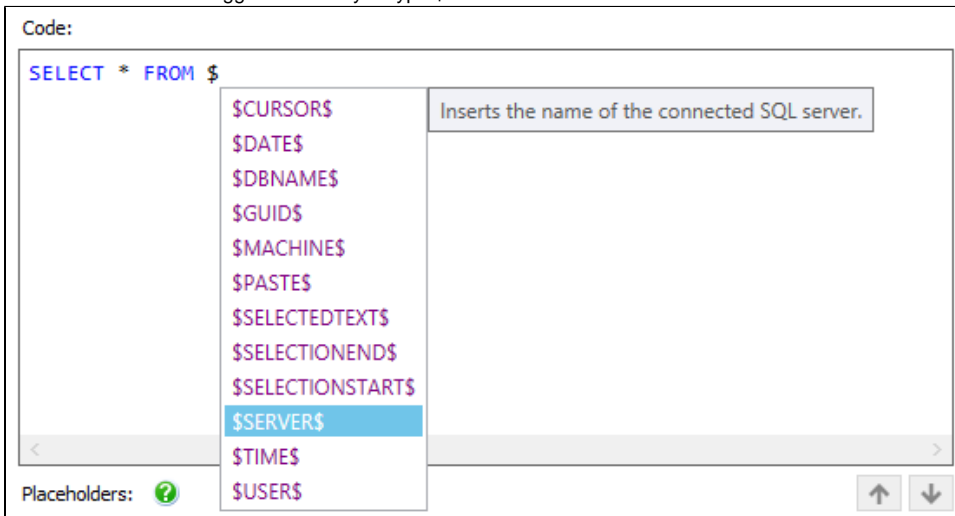 Code:
SELECT * FROM $
$CURSOR$
Inserts the name of the connected SQL server.
$DATE$
$DBNAME$
$GUID$
$MACHINE$
$PASTE$
$SELECTEDTEXT$
$SELECTIONEND$
$SELECTIONSTART$
$SERVER$
$TIME$
$USER$
Placeholders: